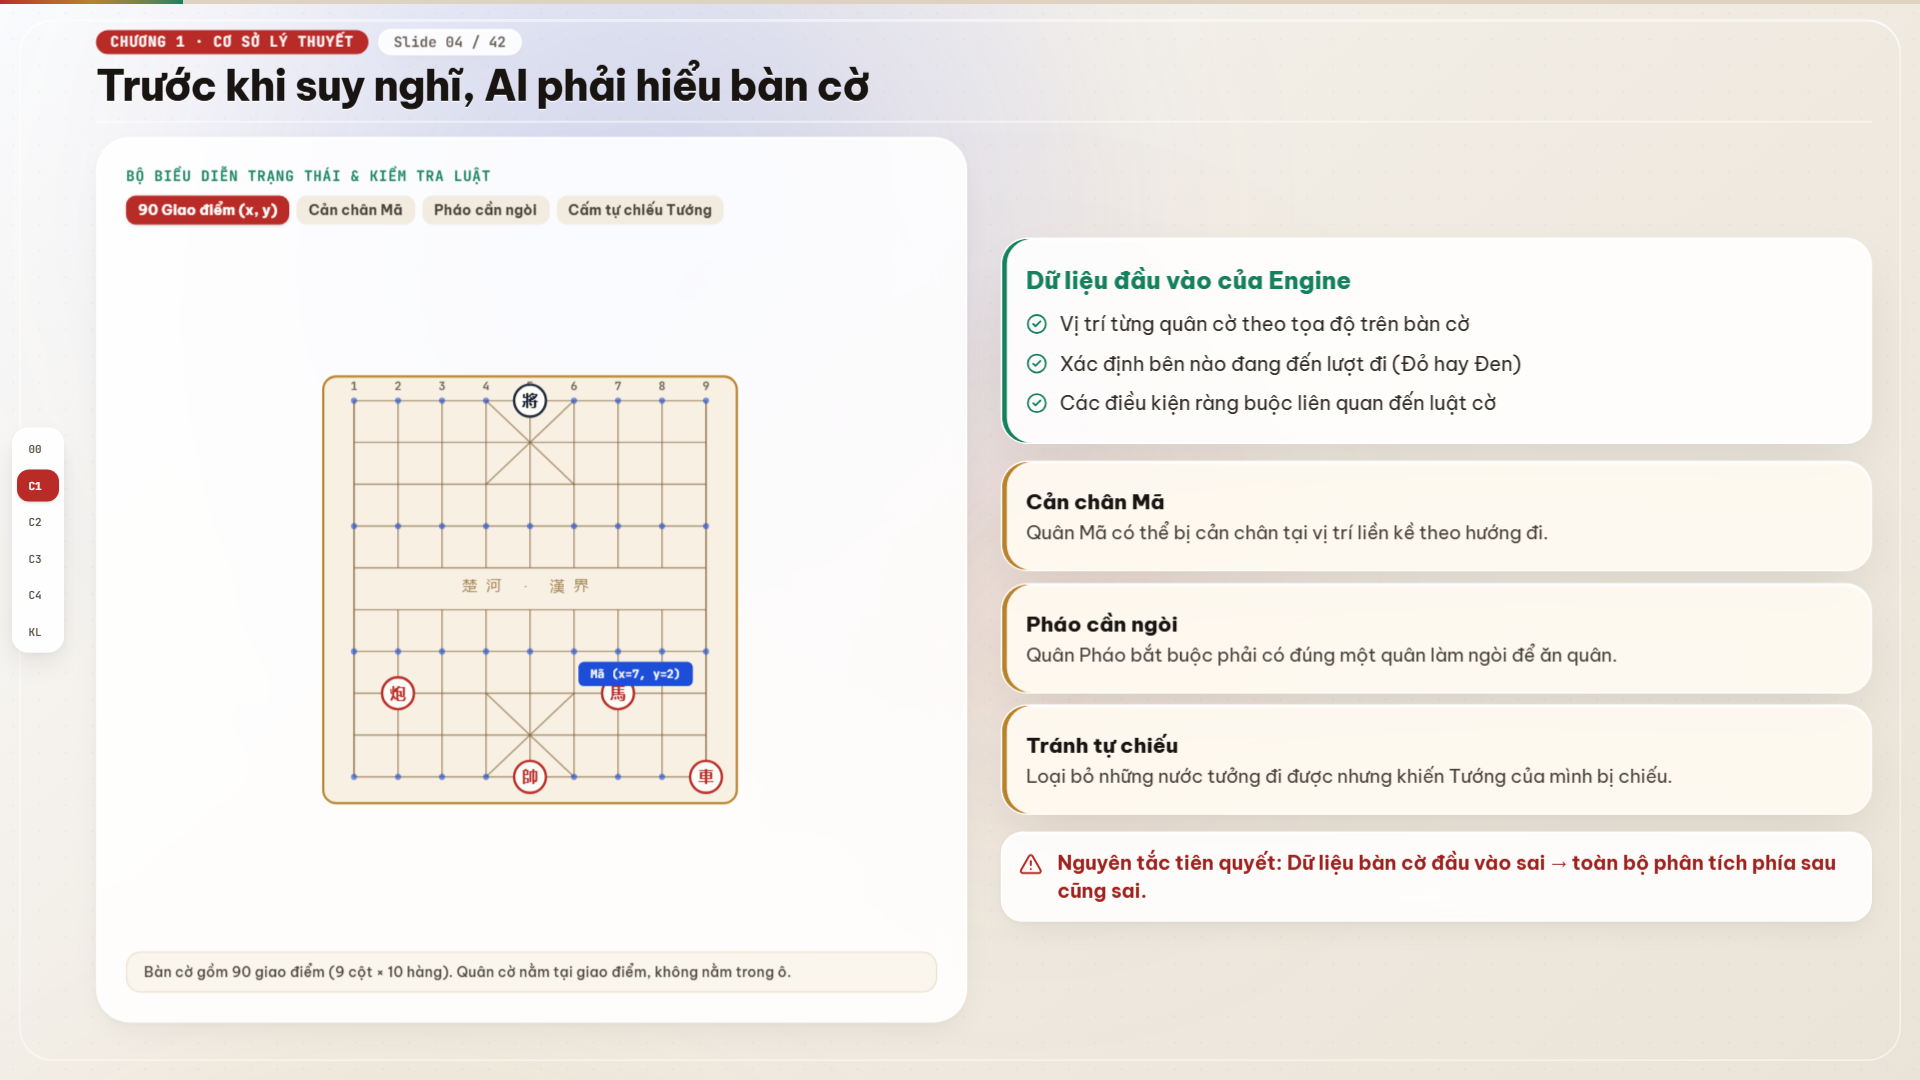 CHƯƠNG 1 · CƠ SỞ LÝ THUYẾT
Slide 04 / 42
Trước khi suy nghĩ, AI phải hiểu bàn cờ
BỘ BIỂU DIỄN TRẠNG THÁI & KIỂM TRA LUẬT
90 Giao điểm (x, y)
Cản chân Mã
Pháo cần ngòi
Cấm tự chiếu Tướng
1 2 3 4 6 7 8 9
將
楚河 · 漢界
Mã (x=7, y=2)
炮
馬
帥
車
Bàn cờ gồm 90 giao điểm (9 cột × 10 hàng). Quân cờ nằm tại giao điểm, không nằm trong ô.
00
C1
C2
C3
C4
KL
Dữ liệu đầu vào của Engine
Vị trí từng quân cờ theo tọa độ trên bàn cờ
Xác định bên nào đang đến lượt đi (Đỏ hay Đen)
Các điều kiện ràng buộc liên quan đến luật cờ
Cản chân Mã
Quân Mã có thể bị cản chân tại vị trí liền kề theo hướng đi.
Pháo cần ngòi
Quân Pháo bắt buộc phải có đúng một quân làm ngòi để ăn quân.
Tránh tự chiếu
Loại bỏ những nước tưởng đi được nhưng khiến Tướng của mình bị chiếu.
Nguyên tắc tiên quyết: Dữ liệu bàn cờ đầu vào sai → toàn bộ phân tích phía sau
cũng sai.